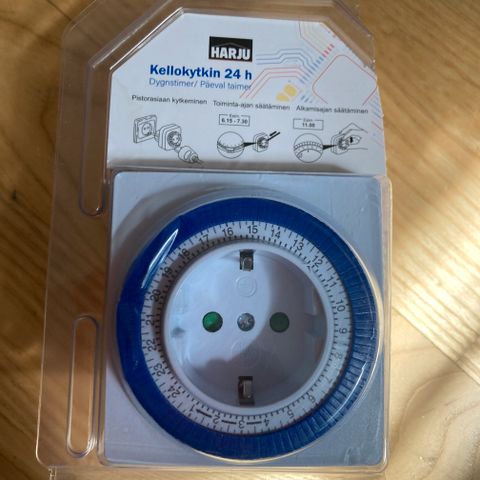 HARJU
Kellokytkin 24 h
Dygnstimer/ Päeval taimer
Pistorasiaan kytkeminen Toiminta-ajan säätäminen Alkamisajan säätäminen
6.15 - 7.30
11.00
1 2 3 4 5 6 7 8 9 10 11 12 13 14 15 16 17 18 19 20 21 22 23 24